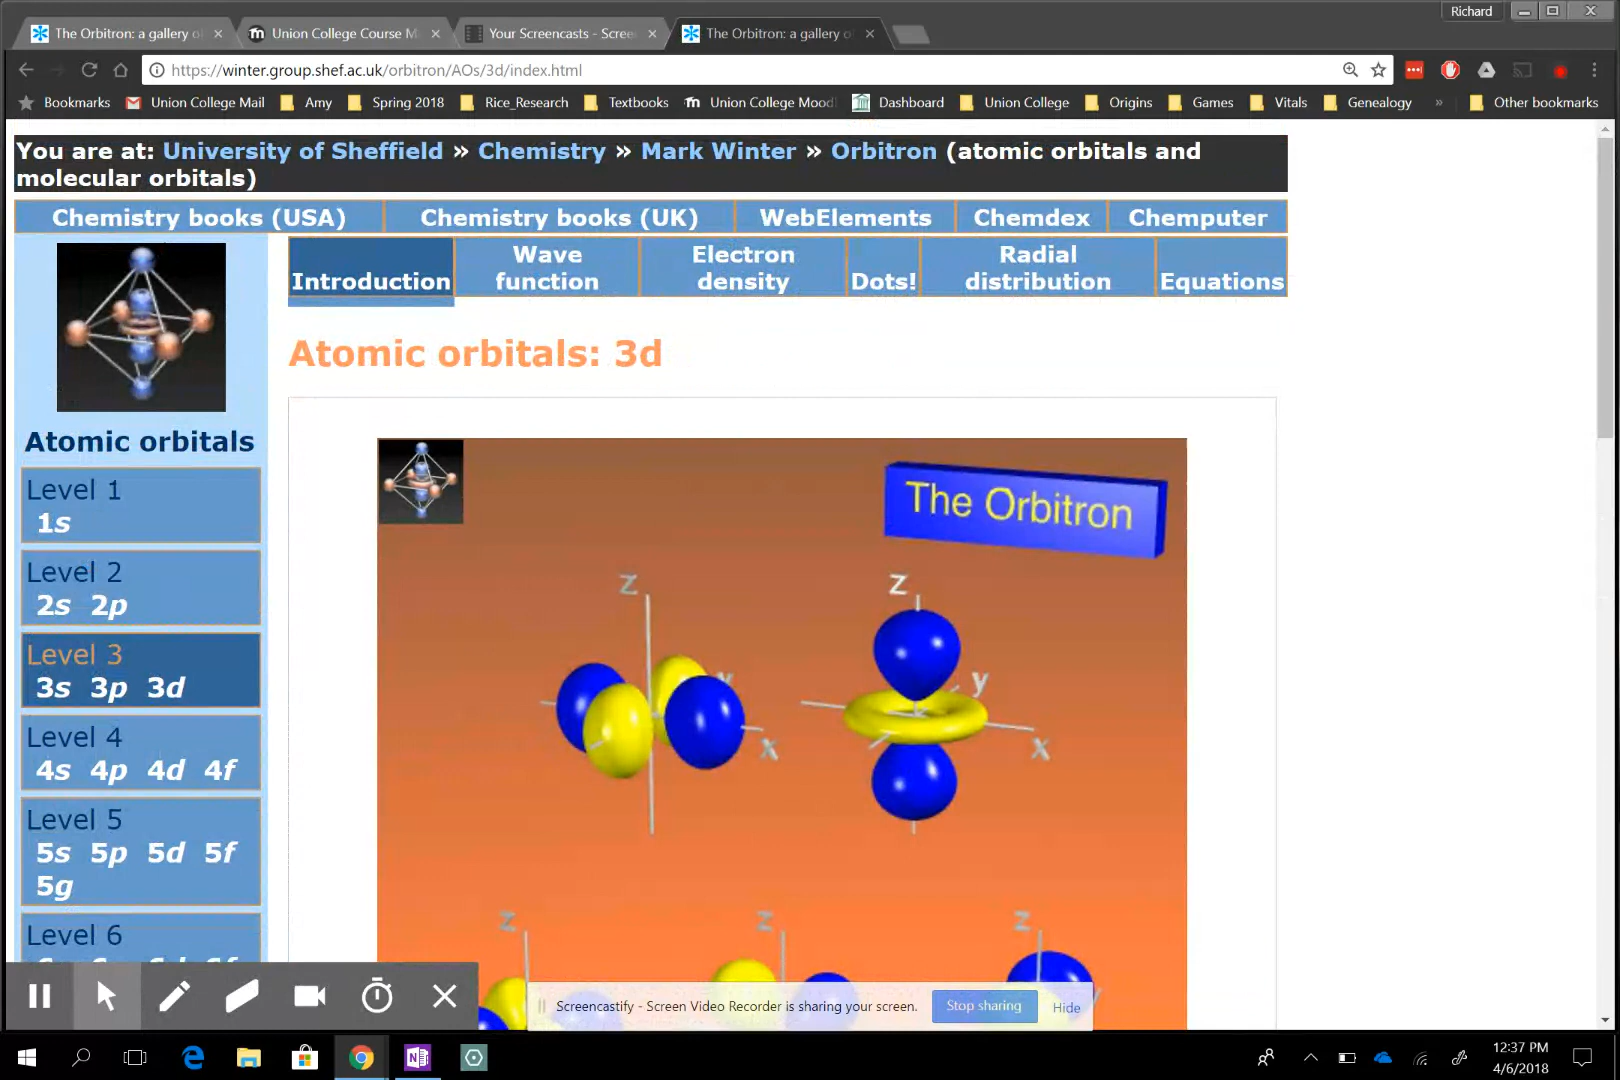 Richard
The Orbitron: a gallery o
Union College Course M
Your Screencasts - Scree
The Orbitron: a gallery o
https://winter.group.shef.ac.uk/orbitron/AOs/3d/index.html
Bookmarks
Union College Mail
Amy
Spring 2018
Rice_Research
Textbooks
Union College Mood
Dashboard
Union College
Origins
Games
Vitals
Genealogy
»
Other bookmarks
You are at: University of Sheffield » Chemistry » Mark Winter » Orbitron (atomic orbitals and
molecular orbitals)
Chemistry books (USA)
Chemistry books (UK)
WebElements
Chemdex
Chemputer
Introduction
Wave
function
Electron
density
Dots!
Radial
distribution
Equations
Atomic orbitals
Level 1
1s
Level 2
2s 2p
Level 3
3s 3p 3d
Level 4
4s 4p 4d 4f
Level 5
5s 5p 5d 5f
5g
Level 6
Atomic orbitals: 3d
The Orbitron
z
x
z
y
x
z
z
z
Screencastify - Screen Video Recorder is sharing your screen.
Stop sharing
Hide
12:37 PM
4/6/2018